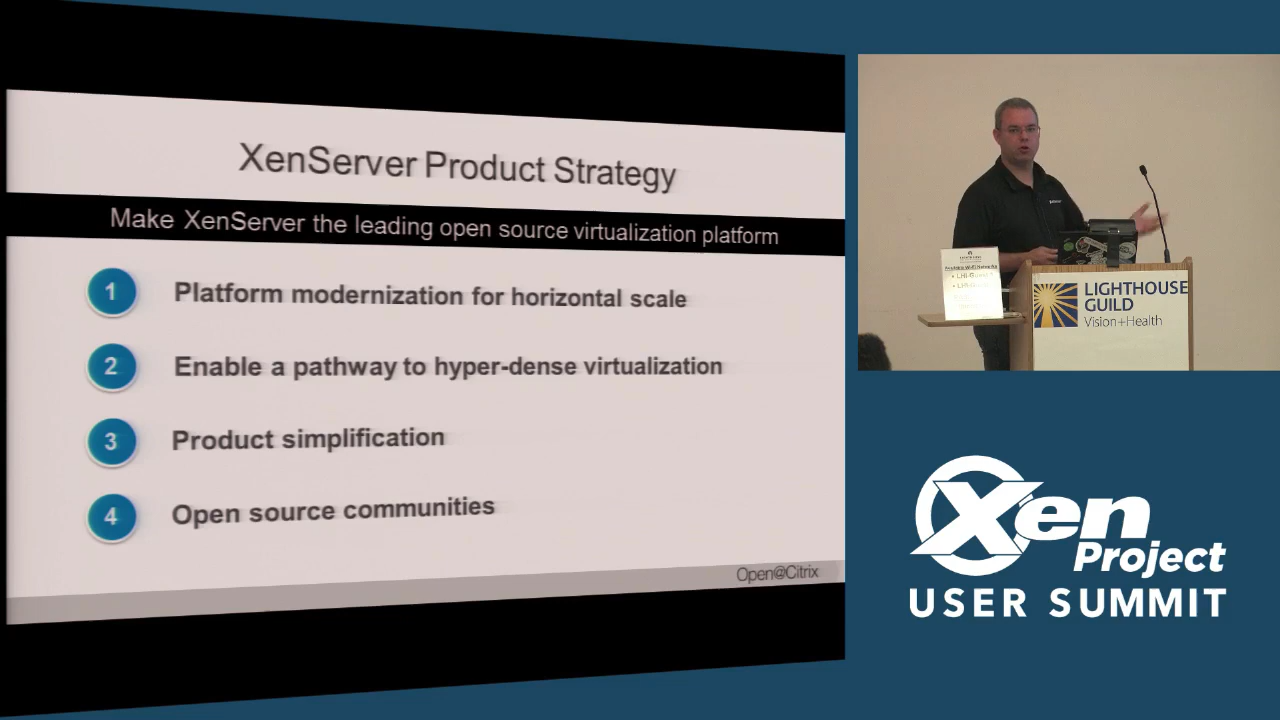 XenServer Product Strategy
Make XenServer the leading open source virtualization platform
1 Platform modernization for horizontal scale
2 Enable a pathway to hyper-dense virtualization
3 Product simplification
4 Open source communities
Open@Citrix
LIGHTHOUSE
GUILD
Vision+Health
Xen
Project
USER SUMMIT